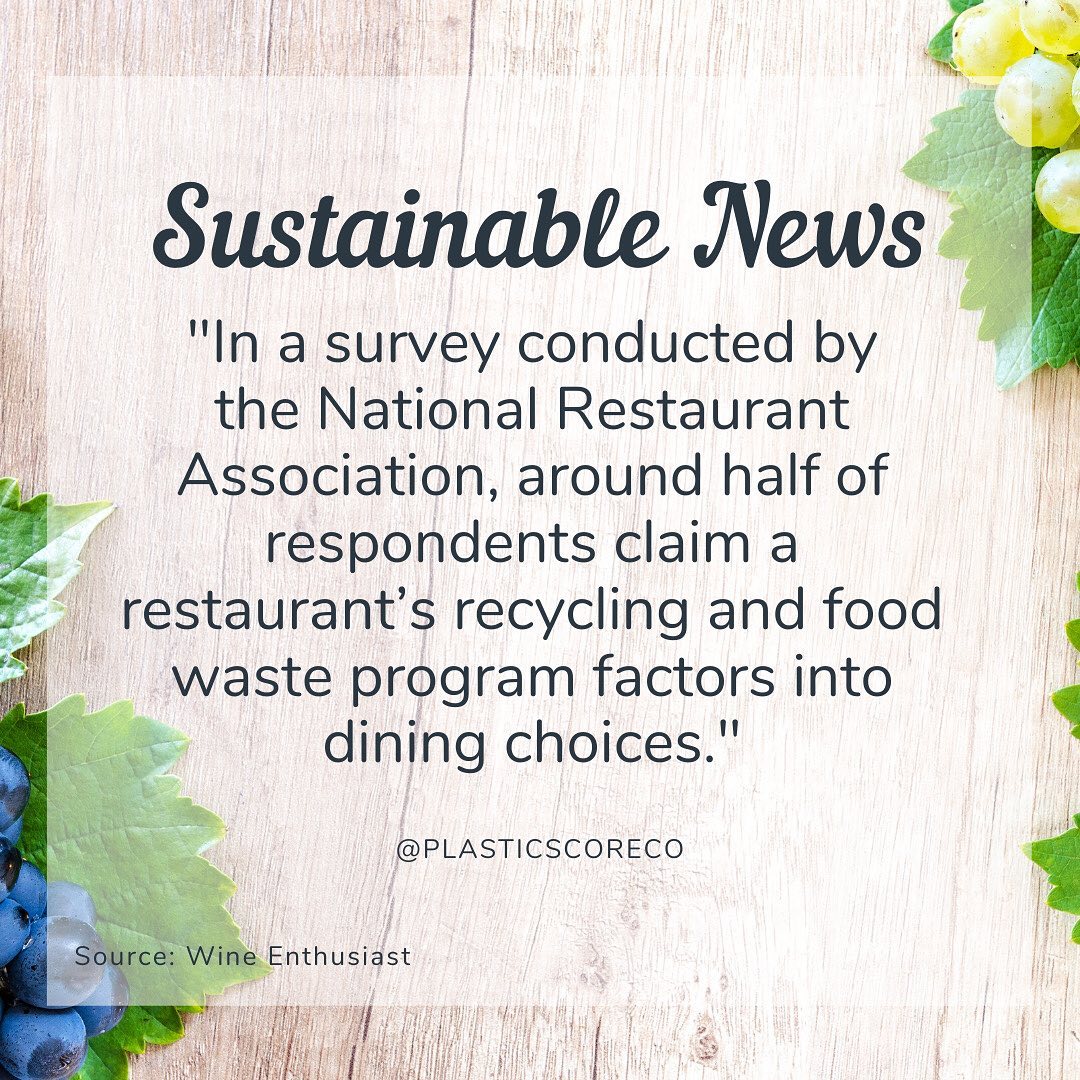 Sustainable News
"In a survey conducted by
the National Restaurant
Association, around half of
respondents claim a
restaurant’s recycling and food
waste program factors into
dining choices."
@PLASTICSCORECO
Source: Wine Enthusiast